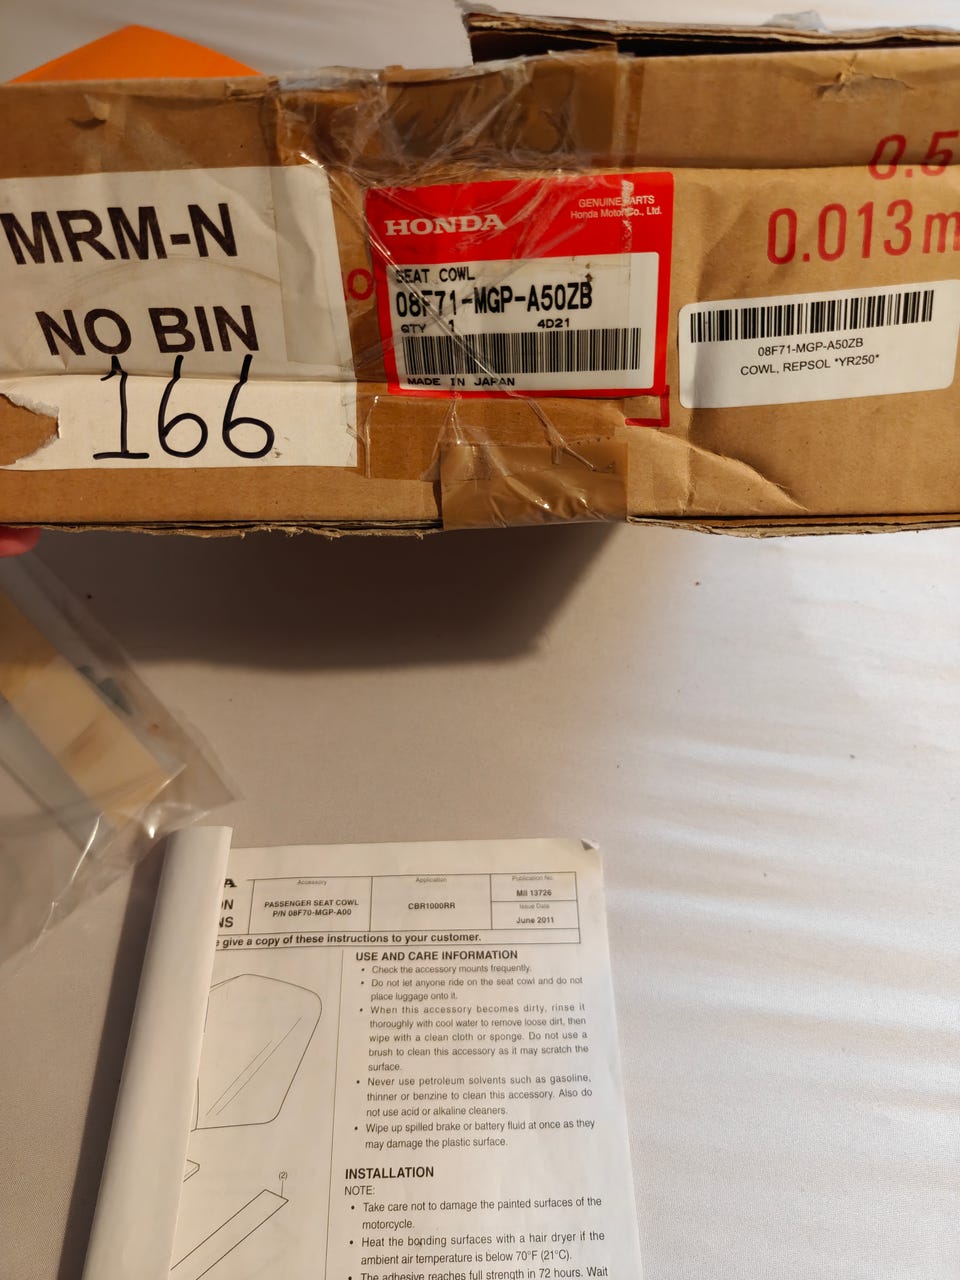 MRM-N
NO BIN
166
HONDA
GENUINE PARTS
Honda Motor Co., Ltd.
SEAT COWL
08F71-MGP-A50ZB
QTY 1 4D21
MADE IN JAPAN
0.5
0.013m
08F71-MGP-A50ZB
COWL, REPSOL *YR250*
Accessory
PASSENGER SEAT COWL
P/N 08F70-MGP-A00
Application
CBR1000RR
Publication No.
MII 13726
Issue Date
June 2011
give a copy of these instructions to your customer.
USE AND CARE INFORMATION
• Check the accessory mounts frequently.
• Do not let anyone ride on the seat cowl and do not
place luggage onto it.
• When this accessory becomes dirty, rinse it
thoroughly with cool water to remove loose dirt, then
wipe with a clean cloth or sponge. Do not use a
brush to clean this accessory as it may scratch the
surface.
• Never use petroleum solvents such as gasoline,
thinner or benzine to clean this accessory. Also do
not use acid or alkaline cleaners.
• Wipe up spilled brake or battery fluid at once as they
may damage the plastic surface.
INSTALLATION
NOTE:
• Take care not to damage the painted surfaces of the
motorcycle.
• Heat the bonding surfaces with a hair dryer if the
ambient air temperature is below 70°F (21°C).
• The adhesive reaches full strength in 72 hours. Wait
(2)